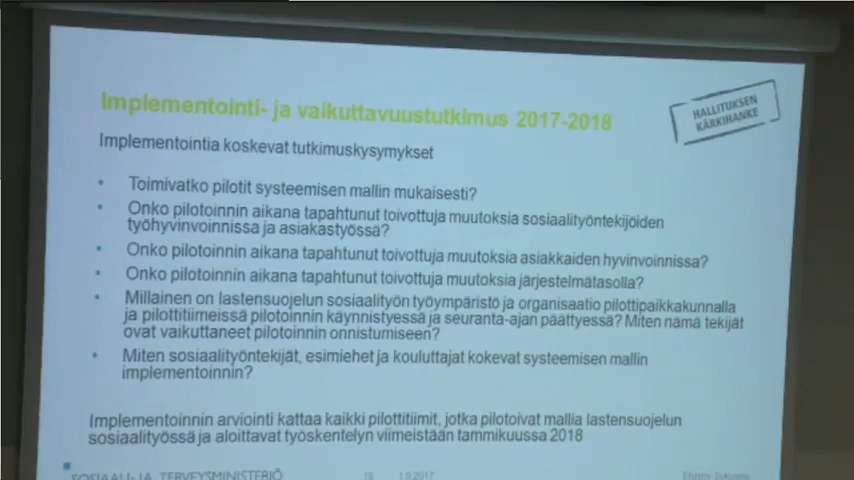 Implementointi- ja vaikuttavuustutkimus 2017-2018
HALLITUKSEN
KÄRKIHANKE
Implementointia koskevat tutkimuskysymykset
• Toimivatko pilotit systeemisen mallin mukaisesti?
• Onko pilotoinnin aikana tapahtunut toivottuja muutoksia sosiaalityöntekijöiden
työhyvinvoinnissa ja asiakastyössä?
• Onko pilotoinnin aikana tapahtunut toivottuja muutoksia asiakkaiden hyvinvoinnissa?
• Onko pilotoinnin aikana tapahtunut toivottuja muutoksia järjestelmätasolla?
• Millainen on lastensuojelun sosiaalityön työympäristö ja organisaatio pilottipaikkakunnalla
ja pilottitiimeissä pilotoinnin käynnistyessä ja seuranta-ajan päättyessä? Miten nämä tekijät
ovat vaikuttaneet pilotoinnin onnistumiseen?
• Miten sosiaalityöntekijät, esimiehet ja kouluttajat kokevat systeemisen mallin
implementoinnin?
Implementoinnin arviointi kattaa kaikki pilottitiimit, jotka pilotoivat mallia lastensuojelun
sosiaalityössä ja aloittavat työskentelyn viimeistään tammikuussa 2018
SOSIAALI- JA TERVEYSMINISTERIÖ
1.9.2017